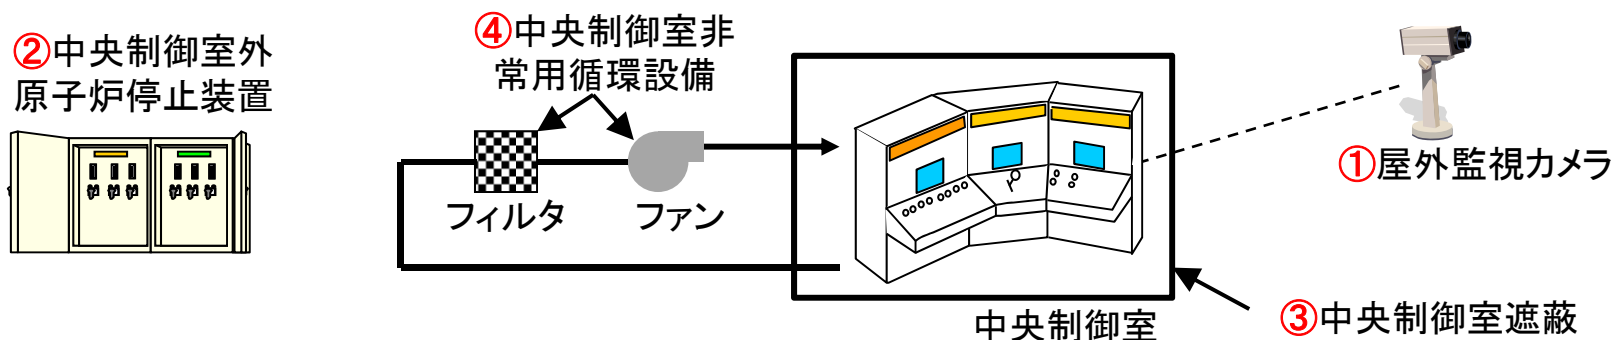 ②中央制御室外
原子炉停止装置
④中央制御室非
常用循環設備
フィルタ
ファン
中央制御室
①屋外監視カメラ
③中央制御室遮蔽